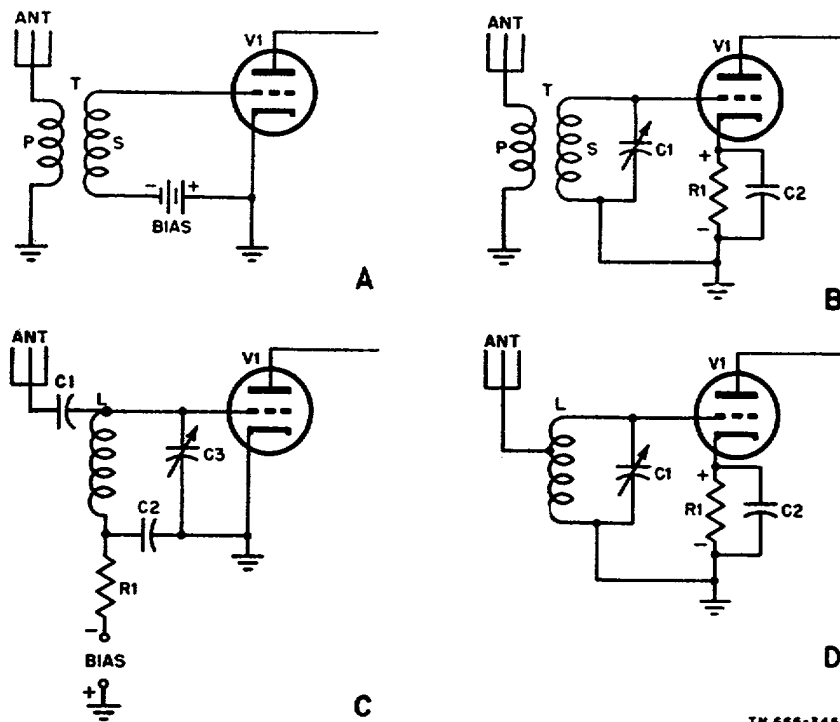 ANT
V1
T
P
S
- +
BIAS
A
ANT
V1
T
P
S
C1
+
R1
C2
-
B
ANT
C1
L
V1
C3
C2
R1
-
BIAS
+
C
ANT
V1
L
C1
+
R1
C2
-
D